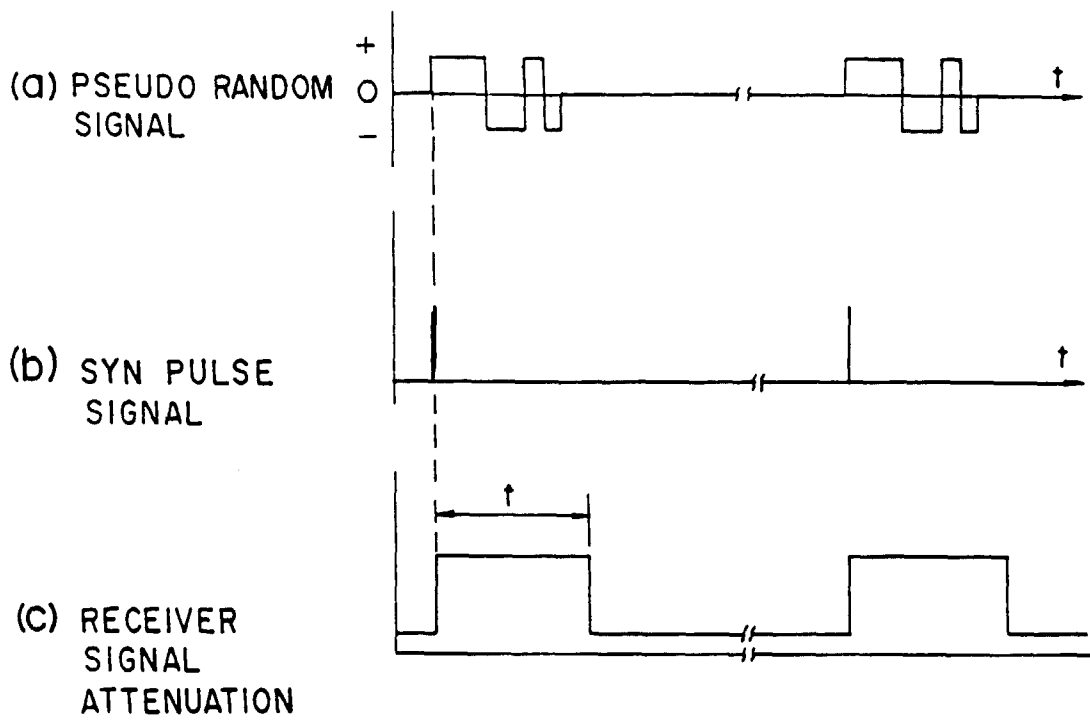 +
(a) PSEUDO RANDOM O t
SIGNAL −
(b) SYN PULSE t
SIGNAL
t
(c) RECEIVER
SIGNAL
ATTENUATION